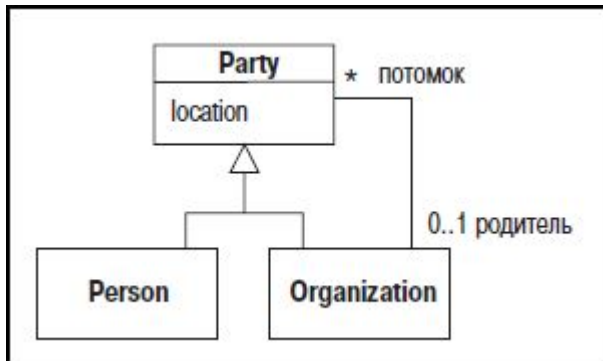 Party
* потомок
location
0..1 родитель
Person
Organization